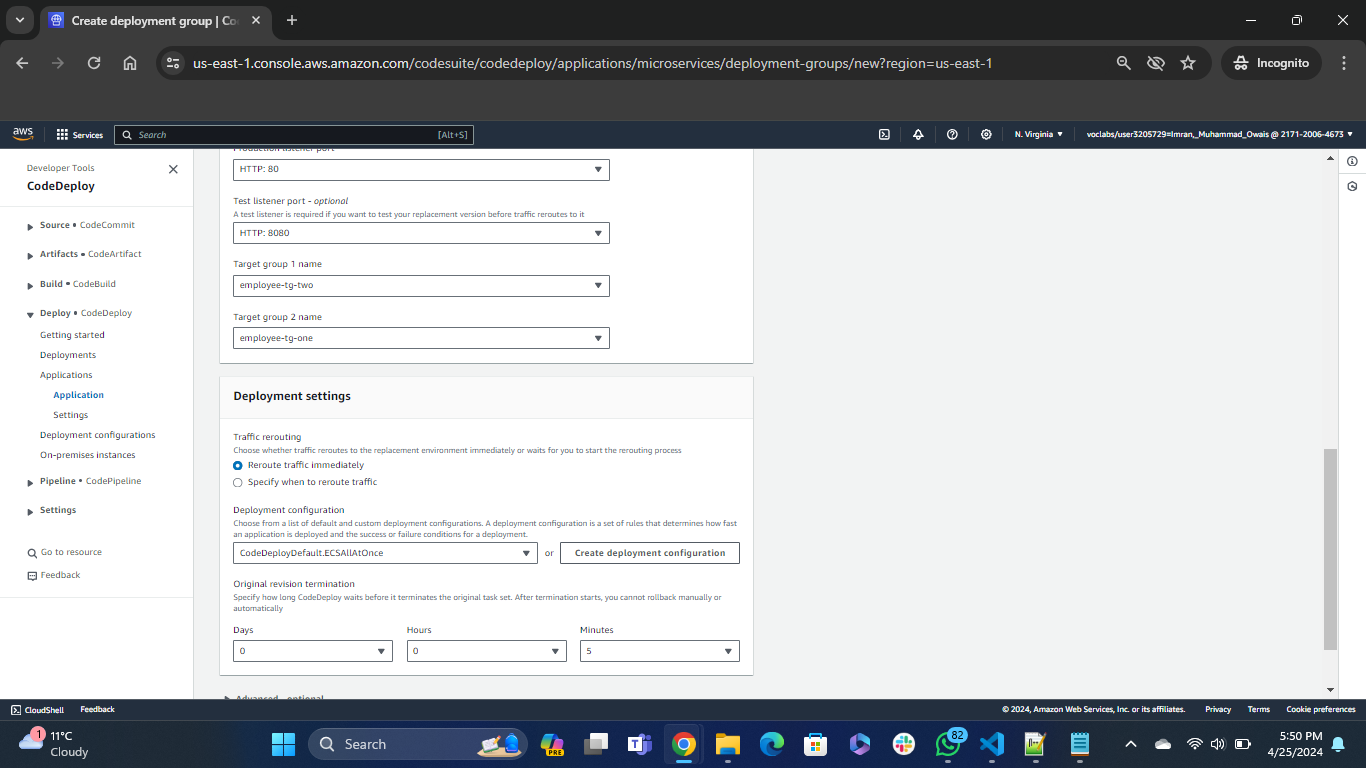 Create deployment group | Co
us-east-1.console.aws.amazon.com/codesuite/codedeploy/applications/microservices/deployment-groups/new?region=us-east-1
Incognito
aws
Services
Search
[Alt+S]
N. Virginia
voclabs/user3205729=Imran,_Muhammad_Owais @ 2171-2006-4673
Developer Tools
CodeDeploy
Source • CodeCommit
Artifacts • CodeArtifact
Build • CodeBuild
Deploy • CodeDeploy
Getting started
Deployments
Applications
Application
Settings
Deployment configurations
On-premises instances
Pipeline • CodePipeline
Settings
Go to resource
Feedback
Production listener port
HTTP: 80
Test listener port - optional
A test listener is required if you want to test your replacement version before traffic reroutes to it
HTTP: 8080
Target group 1 name
employee-tg-two
Target group 2 name
employee-tg-one
Deployment settings
Traffic rerouting
Choose whether traffic reroutes to the replacement environment immediately or waits for you to start the rerouting process
Reroute traffic immediately
Specify when to reroute traffic
Deployment configuration
Choose from a list of default and custom deployment configurations. A deployment configuration is a set of rules that determines how fast
an application is deployed and the success or failure conditions for a deployment.
CodeDeployDefault.ECSAllAtOnce
or
Create deployment configuration
Original revision termination
Specify how long CodeDeploy waits before it terminates the original task set. After termination starts, you cannot rollback manually or
automatically
Days
Hours
Minutes
0
0
5
Advanced - optional
CloudShell
Feedback
© 2024, Amazon Web Services, Inc. or its affiliates.
Privacy
Terms
Cookie preferences
1
11°C
Cloudy
Search
PRE
82
5:50 PM
4/25/2024